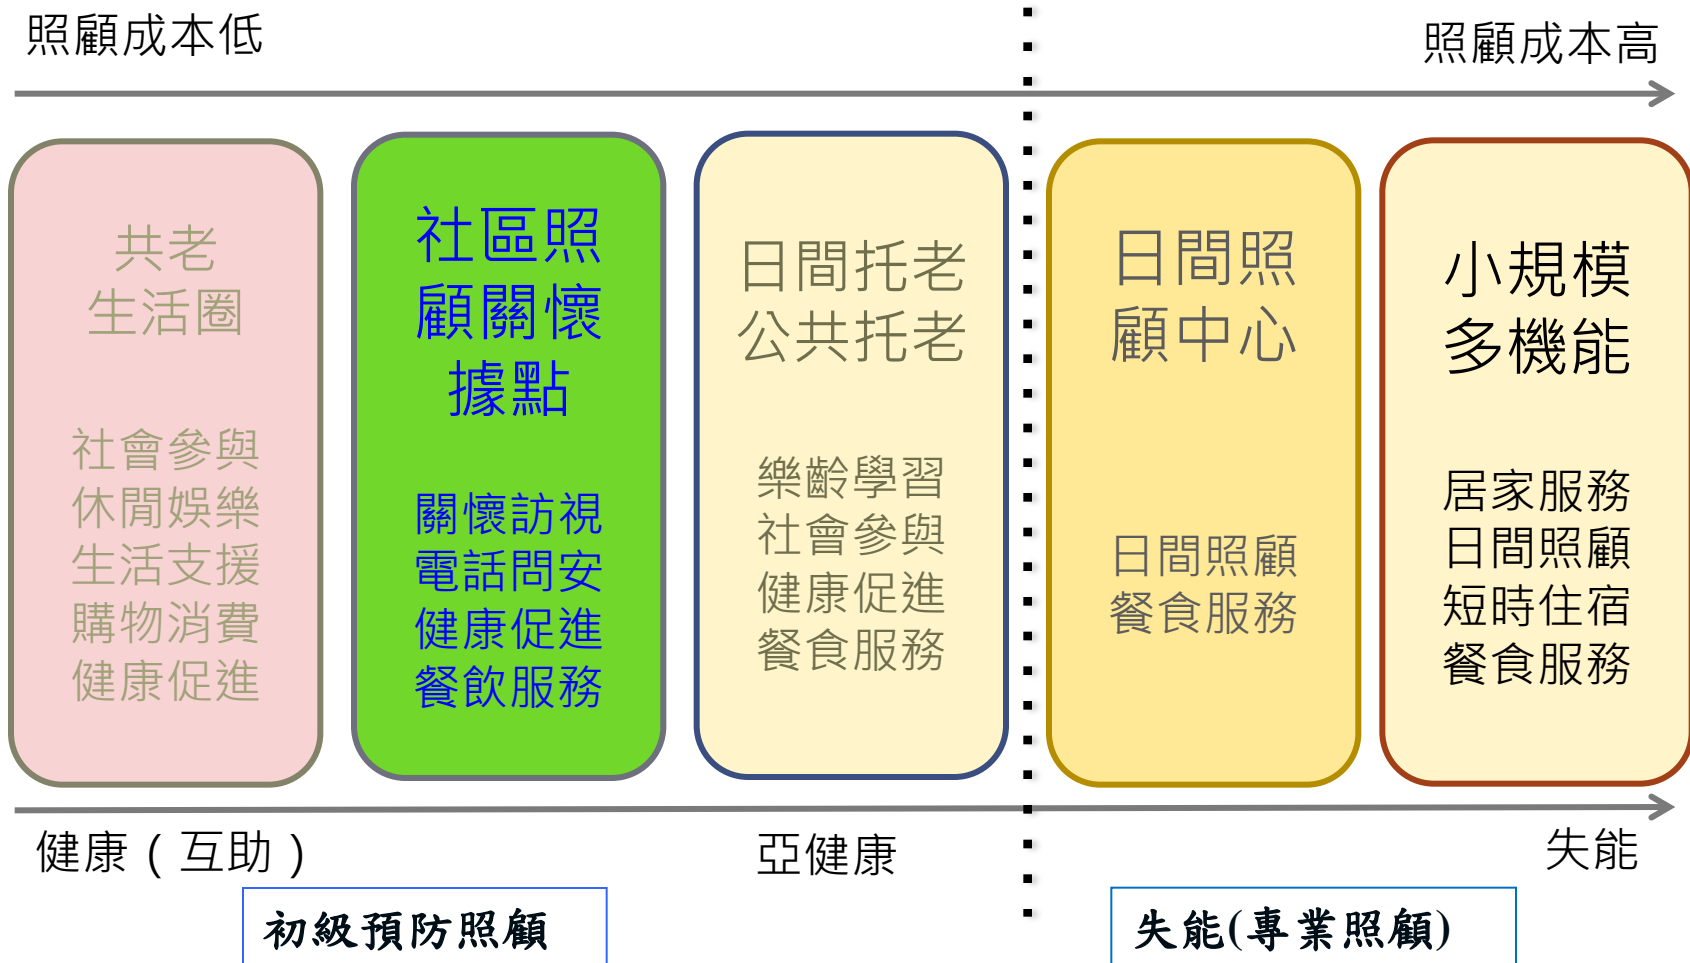 照顧成本低
照顧成本高
共老
生活圈
社會參與
休閒娛樂
生活支援
購物消費
健康促進
社區照
顧關懷
據點
關懷訪視
電話問安
健康促進
餐飲服務
日間托老
公共托老
樂齡學習
社會參與
健康促進
餐食服務
日間照
顧中心
日間照顧
餐食服務
小規模
多機能
居家服務
日間照顧
短時住宿
餐食服務
健康（互助）
亞健康
失能
初級預防照顧
失能(專業照顧)